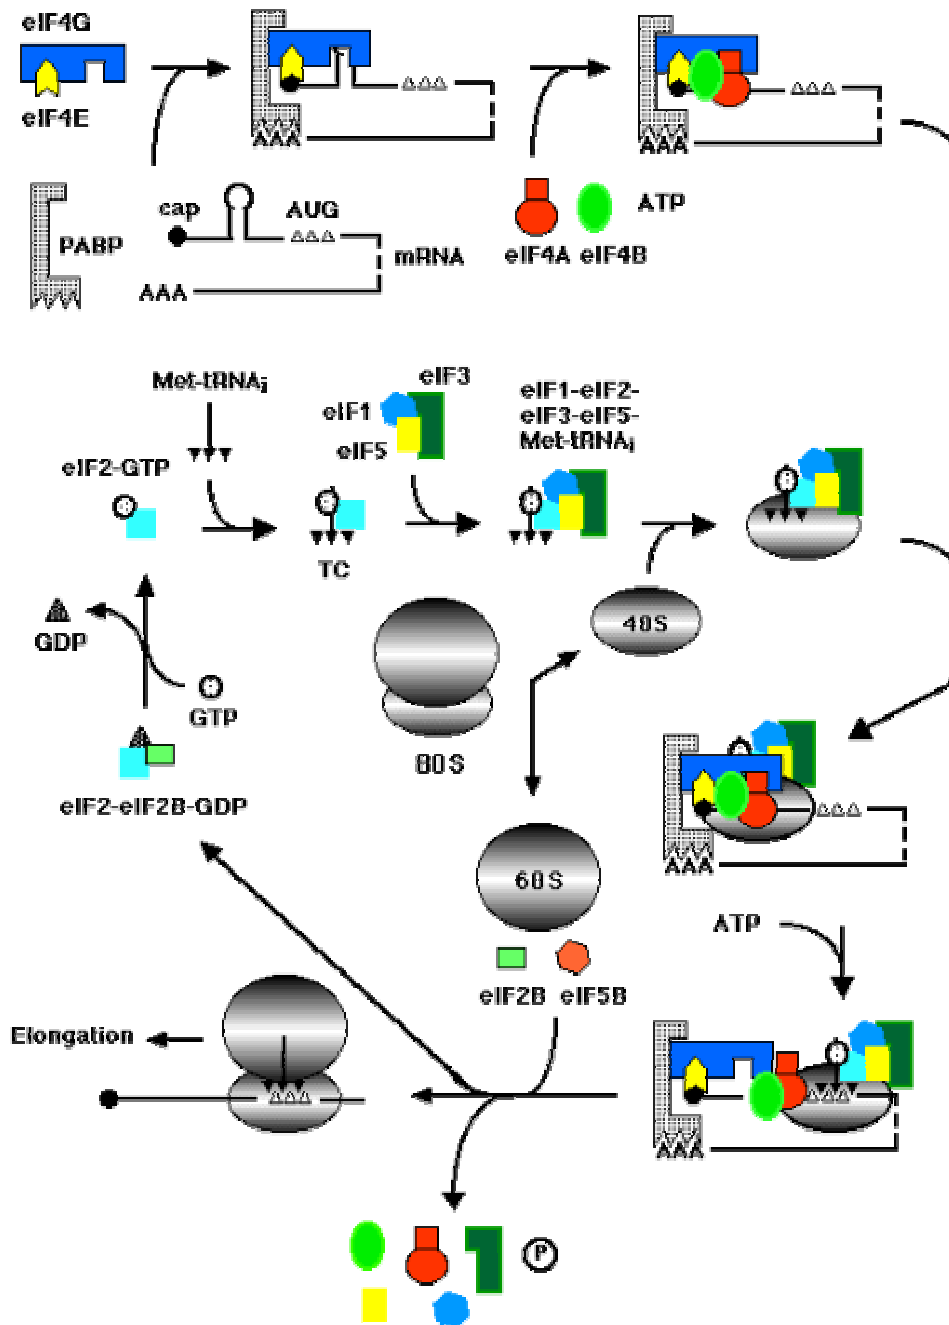 eIF4G
eIF4E
AAA
AAA
cap
AUG
PABP
mRNA
AAA
eIF4A
eIF4B
ATP
Met-tRNAi
eIF3
eIF1
eIF5
eIF1-eIF2-
eIF3-eIF5-
Met-tRNAi
eIF2-GTP
TC
GDP
GTP
40S
80S
eIF2-eIF2B-GDP
AAA
60S
ATP
eIF2B
eIF5B
Elongation
AAA
P